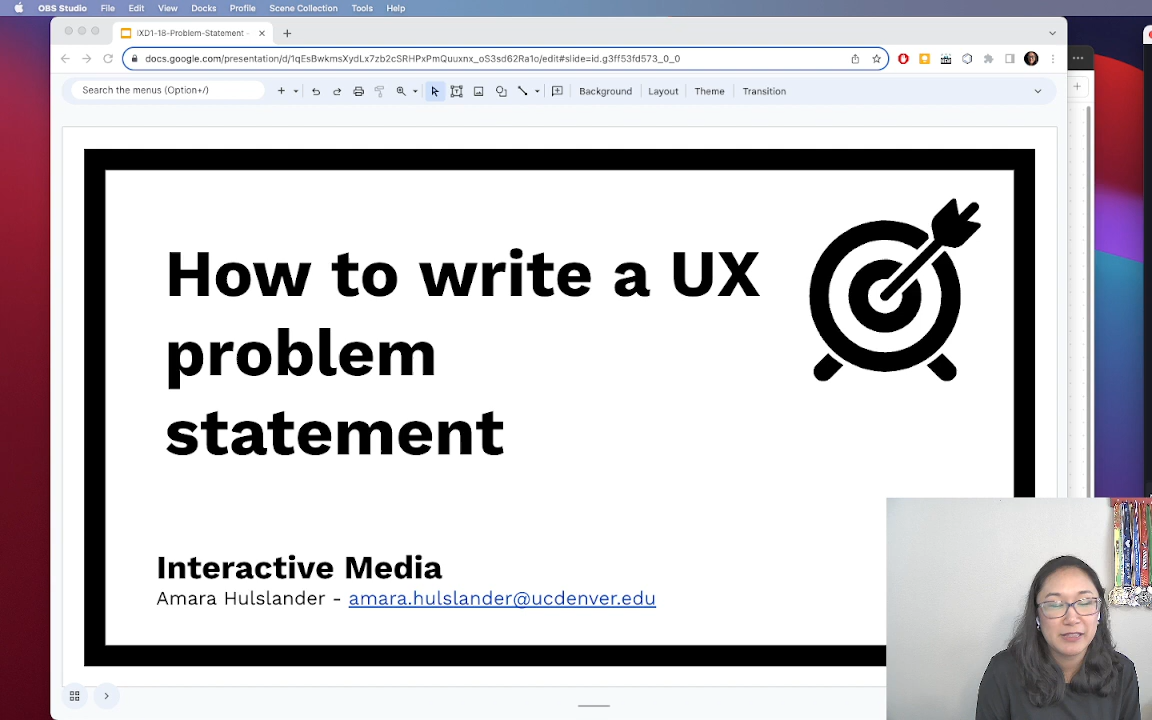 OBS Studio File Edit View Docks Profile Scene Collection Tools Help
IXD1-18-Problem-Statement -
docs.google.com/presentation/d/1qEsBwkmsXydLx7zb2cSRHPxPmQuuxnx_oS3sd62Ra1o/edit#slide=id.g3ff53fd573_0_0
Search the menus (Option+/) Background Layout Theme Transition
How to write a UX
problem
statement
Interactive Media
Amara Hulslander - amara.hulslander@ucdenver.edu